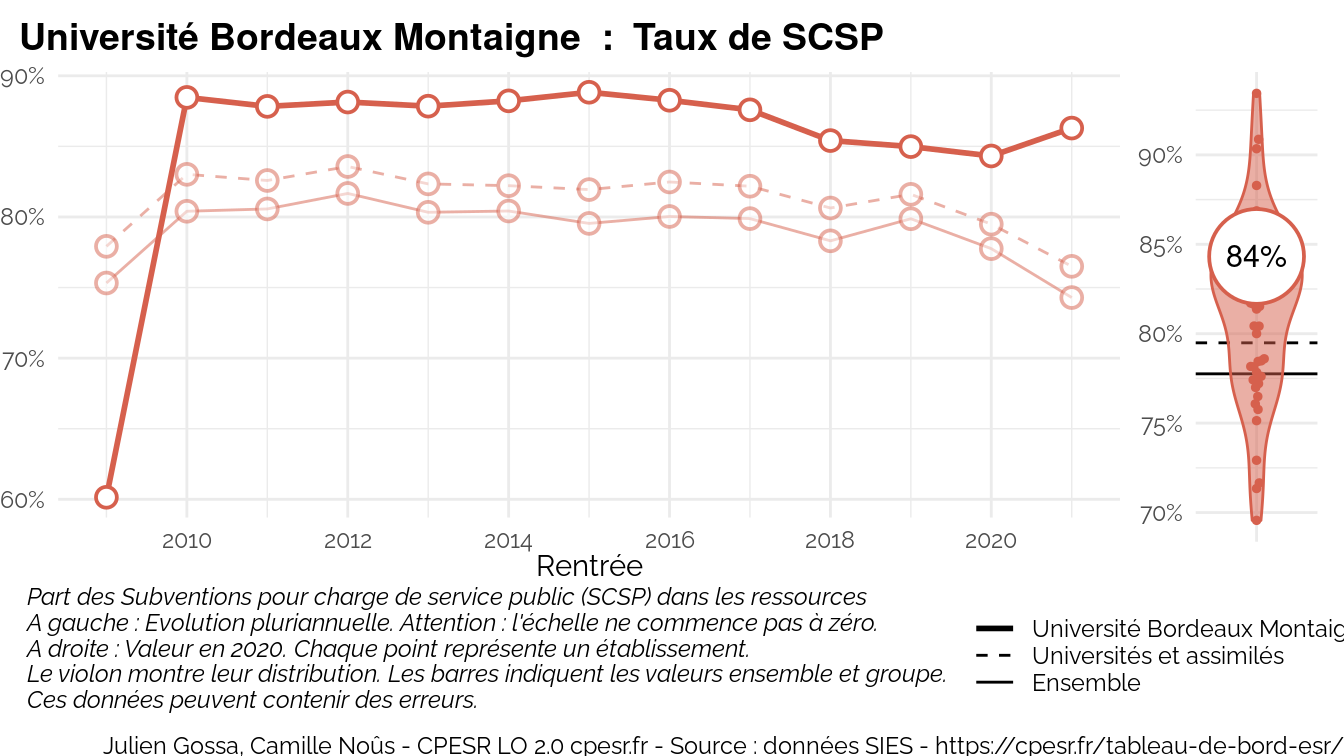 Université Bordeaux Montaigne : Taux de SCSP
90%
80%
70%
60%
2010 2012 2014 2016 2018 2020
Rentrée
90%
85%
80%
75%
70%
84%
Part des Subventions pour charge de service public (SCSP) dans les ressources
A gauche : Evolution pluriannuelle. Attention : l'échelle ne commence pas à zéro.
A droite : Valeur en 2020. Chaque point représente un établissement.
Le violon montre leur distribution. Les barres indiquent les valeurs ensemble et groupe.
Ces données peuvent contenir des erreurs.
Université Bordeaux Montaig
Universités et assimilés
Ensemble
Julien Gossa, Camille Noûs - CPESR LO 2.0 cpesr.fr - Source : données SIES - https://cpesr.fr/tableau-de-bord-esr/